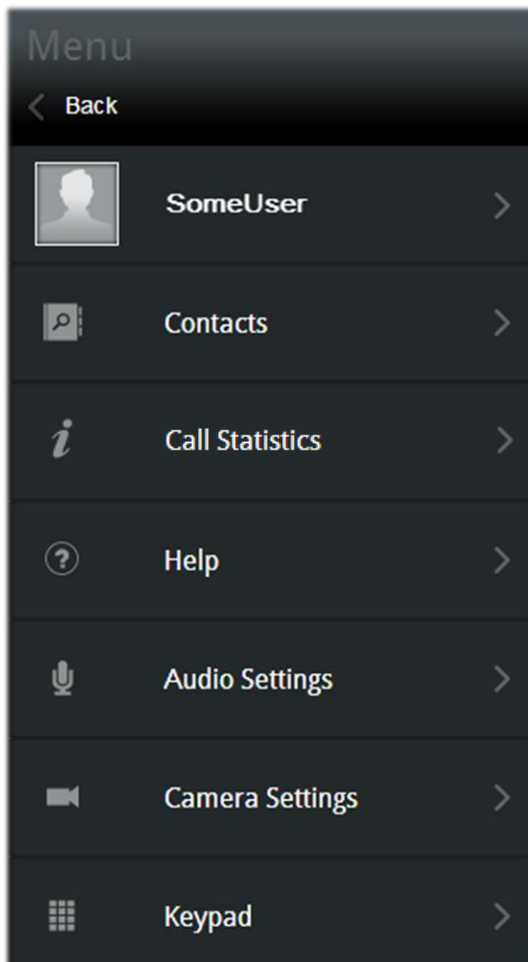 Menu
Back
SomeUser
Contacts
Call Statistics
Help
Audio Settings
Camera Settings
Keypad